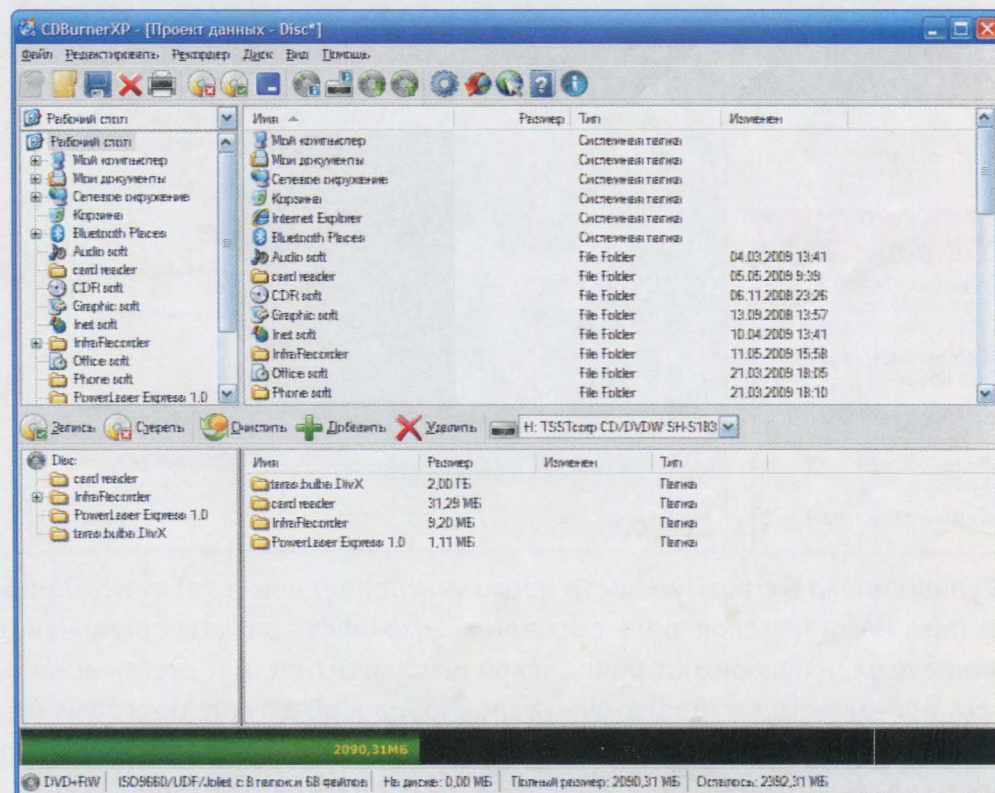 CDBurnerXP - [Проект данных - Disc*]
Файл Редактировать Рекордер Диск Вид Помощь
Рабочий стол
Имя Размер Тип Изменен
Рабочий стол
Мой компьютер
Мои документы
Сетевое окружение
Корзина
Bluetooth Places
Audio soft
card reader
CDR soft
Graphic soft
Inet soft
InfraRecorder
Office soft
Phone soft
PowerLaser Express 1.0
Мой компьютер Системная папка
Мои документы Системная папка
Сетевое окружение Системная папка
Корзина Системная папка
Internet Explorer Системная папка
Bluetooth Places Системная папка
Audio soft File Folder 04.03.2009 13:41
card reader File Folder 05.05.2009 9:39
CDR soft File Folder 06.11.2008 23:26
Graphic soft File Folder 13.09.2008 13:57
Inet soft File Folder 10.04.2009 13:41
InfraRecorder File Folder 11.05.2009 15:58
Office soft File Folder 21.03.2009 18:05
Phone soft File Folder 21.03.2009 18:10
Запись Стереть Очистить Добавить Удалить H: TSSTcorp CD/DVDW SH-S183
Disc
card reader
InfraRecorder
PowerLaser Express 1.0
taras.bulba.DivX
Имя Размер Изменен Тип
taras.bulba.DivX 2,00 ГБ Папка
card reader 31,29 МБ Папка
InfraRecorder 9,20 МБ Папка
PowerLaser Express 1.0 1,11 МБ Папка
2090,31МБ
DVD+RW ISO9660/UDF/Joliet с 8 папок и 68 файлов На диске: 0,00 МБ Полный размер: 2090,31 МБ Осталось: 2392,31 МБ